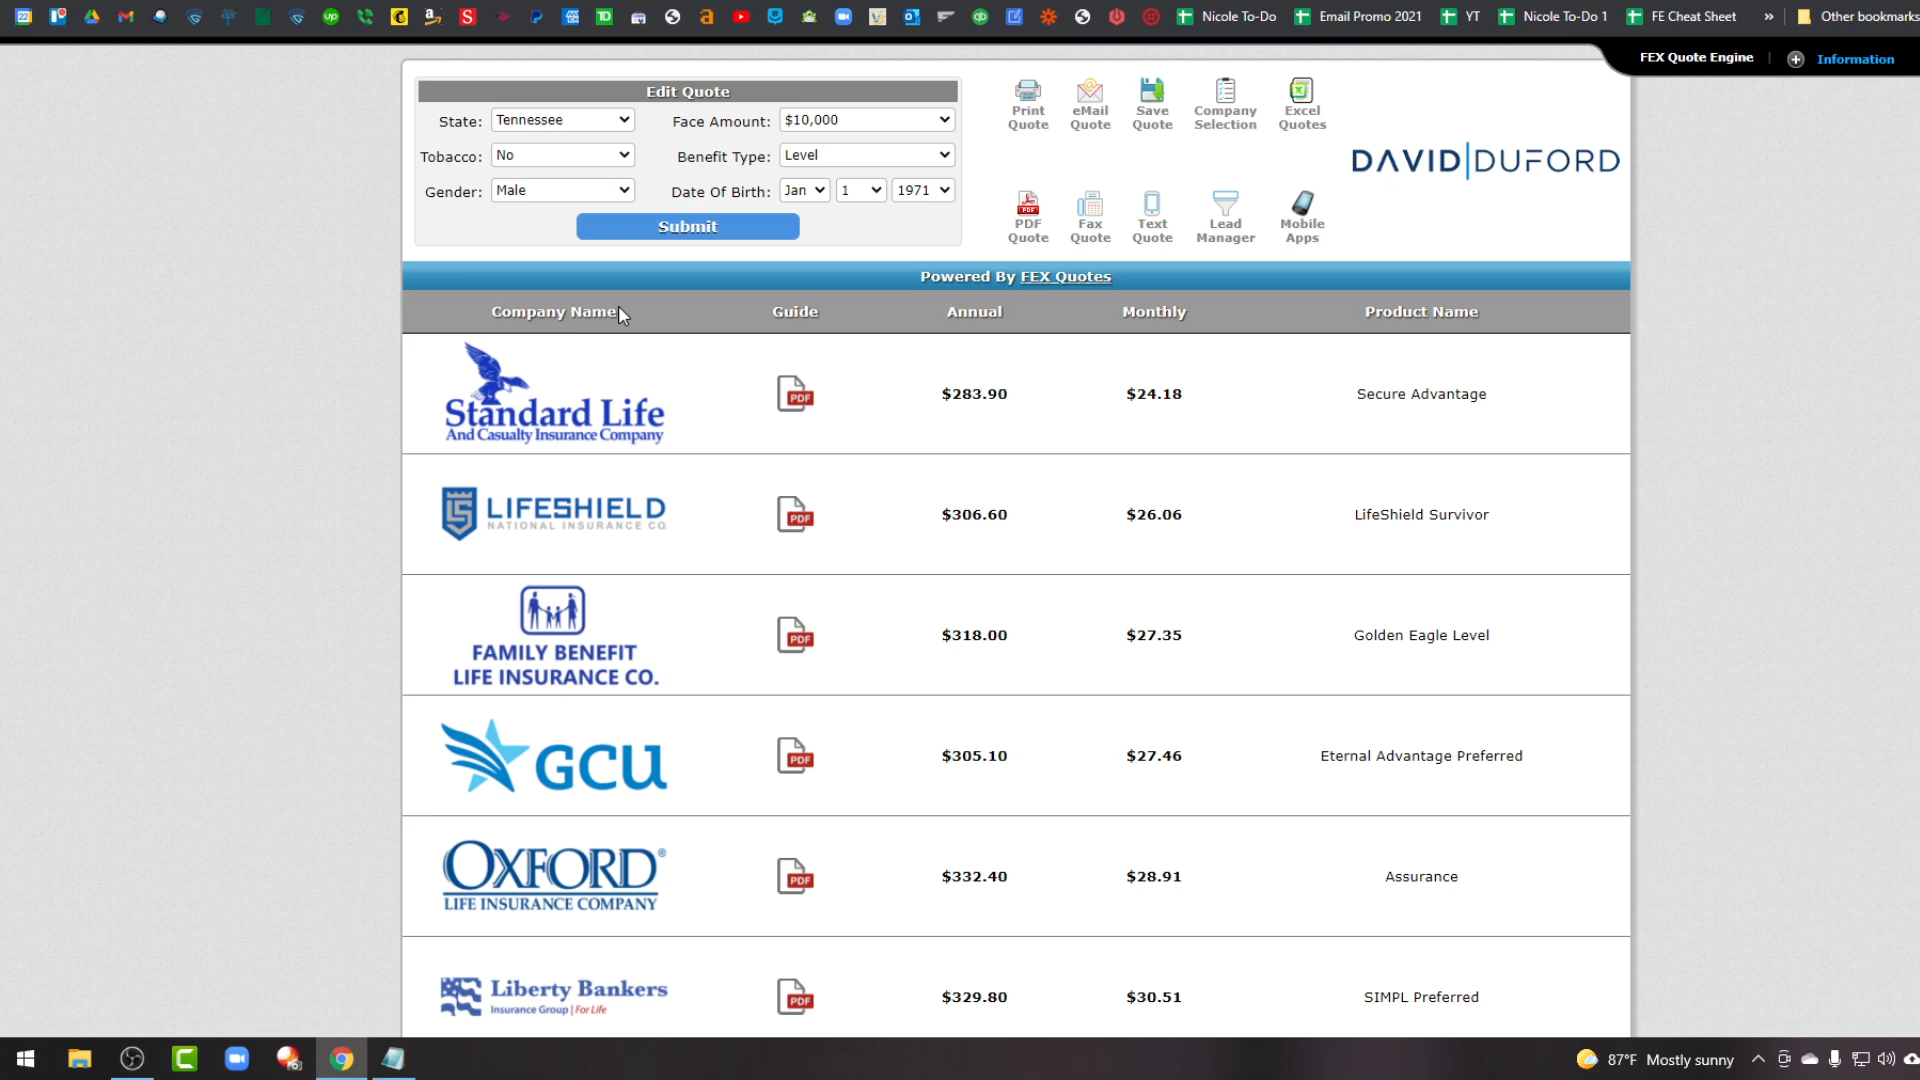 Nicole To-Do
Email Promo 2021
YT
Nicole To-Do 1
FE Cheat Sheet
»
Other bookmarks
FEX Quote Engine
Information
Edit Quote
State: Tennessee
Face Amount: $10,000
Tobacco: No
Benefit Type: Level
Gender: Male
Date Of Birth: Jan 1 1971
Submit
Print Quote
eMail Quote
Save Quote
Company Selection
Excel Quotes
PDF Quote
Fax Quote
Text Quote
Lead Manager
Mobile Apps
DAVID|DUFORD
Powered By FEX Quotes
Company Name Guide Annual Monthly Product Name
Standard Life
And Casualty Insurance Company
PDF $283.90 $24.18 Secure Advantage
LIFESHIELD
NATIONAL INSURANCE CO.
PDF $306.60 $26.06 LifeShield Survivor
FAMILY BENEFIT
LIFE INSURANCE CO.
PDF $318.00 $27.35 Golden Eagle Level
GCU
PDF $305.10 $27.46 Eternal Advantage Preferred
OXFORD®
LIFE INSURANCE COMPANY
PDF $332.40 $28.91 Assurance
Liberty Bankers
Insurance Group | For Life
PDF $329.80 $30.51 SIMPL Preferred
87°F Mostly sunny